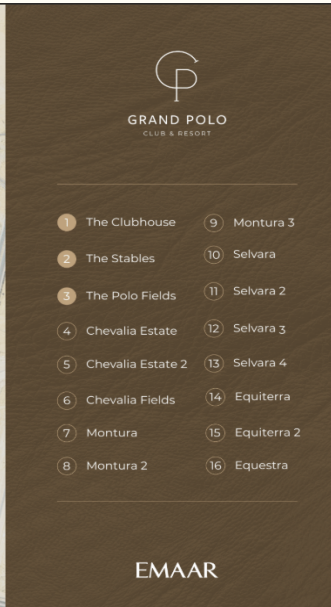 GP
GRAND POLO
CLUB & RESORT
1 The Clubhouse
2 The Stables
3 The Polo Fields
4 Chevalia Estate
5 Chevalia Estate 2
6 Chevalia Fields
7 Montura
8 Montura 2
9 Montura 3
10 Selvara
11 Selvara 2
12 Selvara 3
13 Selvara 4
14 Equiterra
15 Equiterra 2
16 Equestra
EMAAR